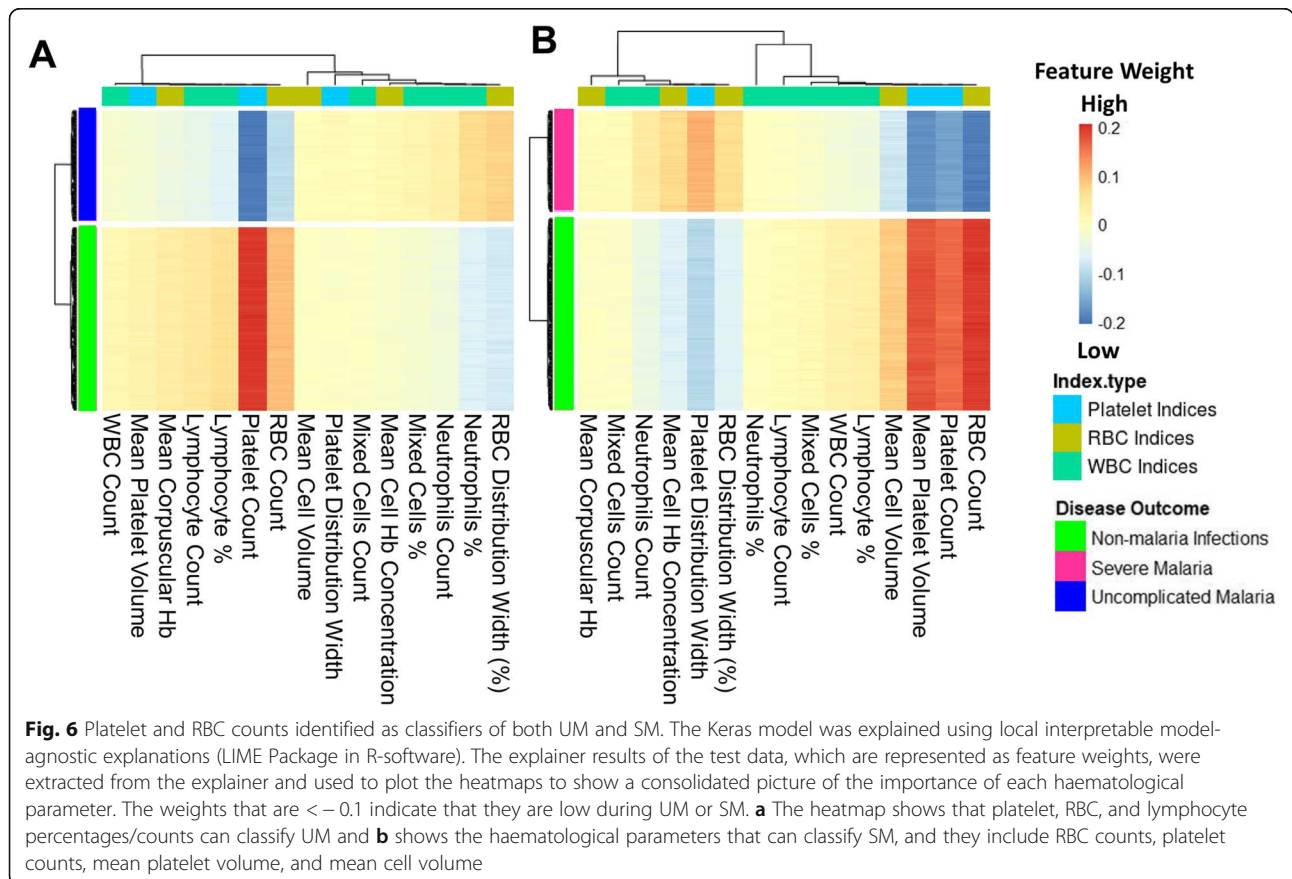 A
B
WBC Count
Mean Platelet Volume
Mean Corpuscular Hb
Lymphocyte Count
Lymphocyte %
Platelet Count
RBC Count
Mean Cell Volume
Platelet Distribution Width
Mixed Cells Count
Mean Cell Hb Concentration
Mixed Cells %
Neutrophils Count
Neutrophils %
RBC Distribution Width (%)
Mean Corpuscular Hb
Mixed Cells Count
Neutrophils Count
Mean Cell Hb Concentration
Platelet Distribution Width
RBC Distribution Width (%)
Neutrophils %
Lymphocyte Count
Mixed Cells %
WBC Count
Lymphocyte %
Mean Cell Volume
Mean Platelet Volume
Platelet Count
RBC Count
Feature Weight
High
0.2
0.1
0
-0.1
-0.2
Low
Index.type
Platelet Indices
RBC Indices
WBC Indices
Disease Outcome
Non-malaria Infections
Severe Malaria
Uncomplicated Malaria
Fig. 6 Platelet and RBC counts identified as classifiers of both UM and SM. The Keras model was explained using local interpretable model-
agnostic explanations (LIME Package in R-software). The explainer results of the test data, which are represented as feature weights, were
extracted from the explainer and used to plot the heatmaps to show a consolidated picture of the importance of each haematological
parameter. The weights that are < − 0.1 indicate that they are low during UM or SM. a The heatmap shows that platelet, RBC, and lymphocyte
percentages/counts can classify UM and b shows the haematological parameters that can classify SM, and they include RBC counts, platelet
counts, mean platelet volume, and mean cell volume